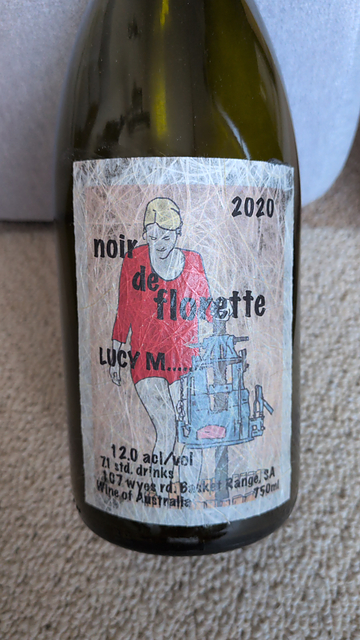 2020
noir
de
florette
LUCY M.....
12.0 acl/vol
7.1 std. drinks
107 wyos rd. Basket Range, SA
Wine of Australia 750ml